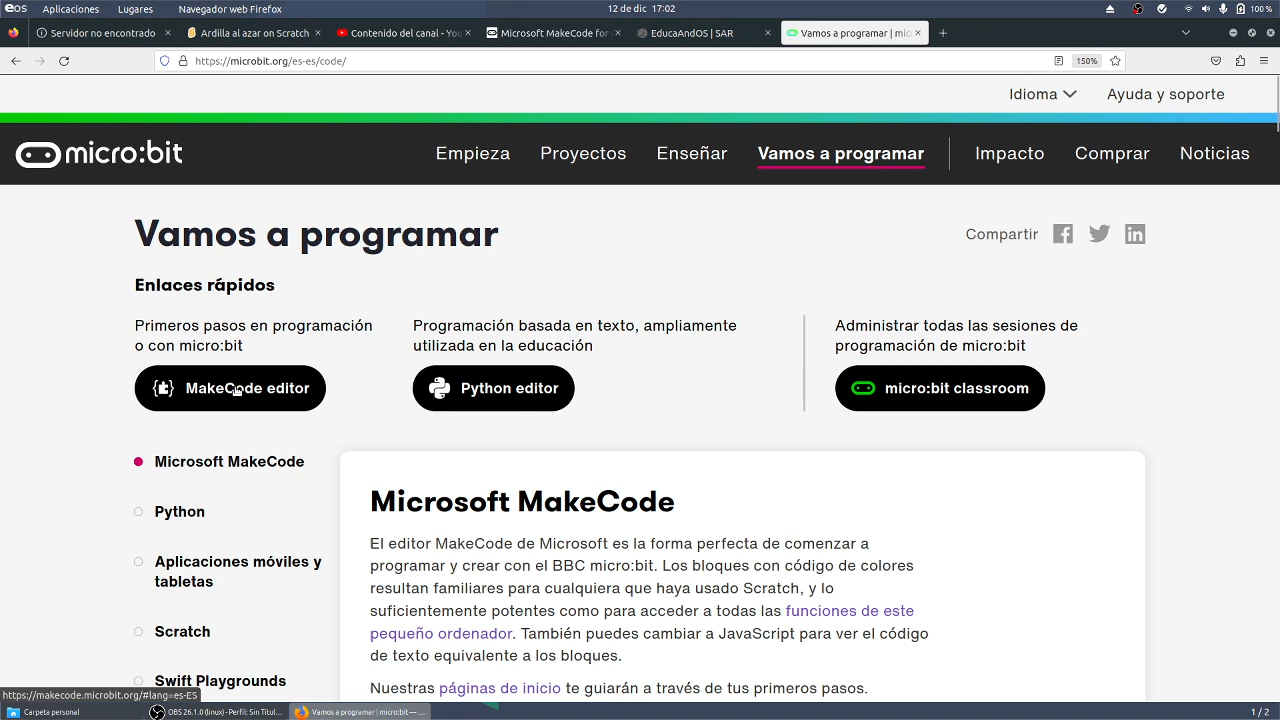 eos Aplicaciones Lugares Navegador web Firefox 12 de dic 17:02 100 %
Servidor no encontrado Ardilla al azar on Scratch Contenido del canal - You Microsoft MakeCode for EducaAndOS | SAR Vamos a programar | mic
https://microbit.org/es-es/code/ 150%
Idioma Ayuda y soporte
micro:bit Empieza Proyectos Enseñar Vamos a programar Impacto Comprar Noticias
Vamos a programar
Compartir
Enlaces rápidos
Primeros pasos en programación
o con micro:bit
Programación basada en texto, ampliamente
utilizada en la educación
Administrar todas las sesiones de
programación de micro:bit
MakeCode editor Python editor micro:bit classroom
Microsoft MakeCode
Python
Aplicaciones móviles y
tabletas
Scratch
Swift Playgrounds
Microsoft MakeCode
El editor MakeCode de Microsoft es la forma perfecta de comenzar a
programar y crear con el BBC micro:bit. Los bloques con código de colores
resultan familiares para cualquiera que haya usado Scratch, y lo
suficientemente potentes como para acceder a todas las funciones de este
pequeño ordenador. También puedes cambiar a JavaScript para ver el código
de texto equivalente a los bloques.
Nuestras páginas de inicio te guiarán a través de tus primeros pasos.
https://makecode.microbit.org/#lang=es-ES
Carpeta personal OBS 26.1.0 (linux) - Perfil: Sin Titul... Vamos a programar | micro:bit — ... 1 / 2